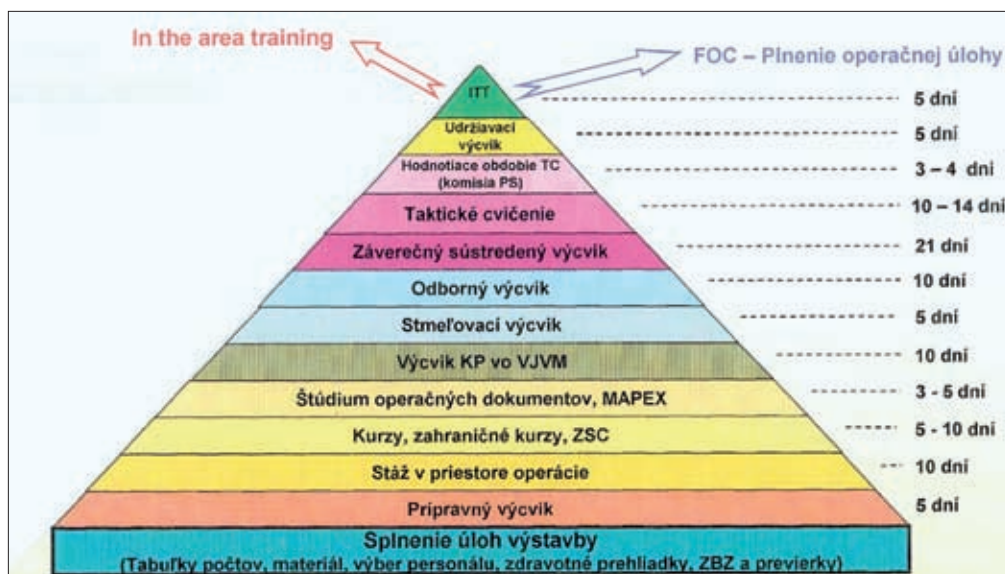 In the area training
FOC – Plnenie operačnej úlohy
ITT
5 dní
Udržiavací
výcvik
5 dní
Hodnotiace obdobie TC
(komisia PS)
3 – 4 dni
Taktické cvičenie
10 – 14 dní
Záverečný sústredený výcvik
21 dní
Odborný výcvik
10 dní
Stmeľovací výcvik
5 dní
Výcvik KP vo VJVM
10 dní
Štúdium operačných dokumentov, MAPEX
3 - 5 dní
Kurzy, zahraničné kurzy, ZSC
5 - 10 dní
Stáž v priestore operácie
10 dní
Prípravný výcvik
5 dní
Splnenie úloh výstavby
(Tabuľky počtov, materiál, výber personálu, zdravotné prehliadky, ZBZ a previerky)